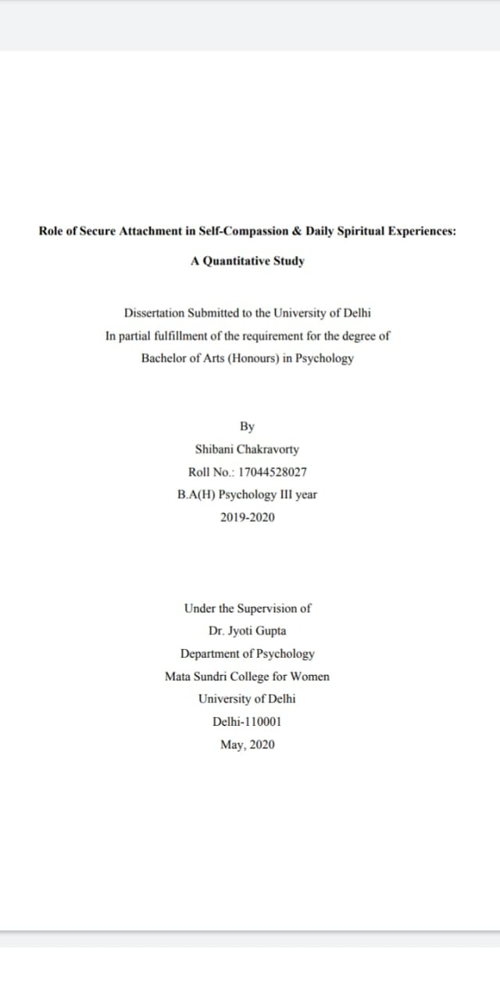 Role of Secure Attachment in Self-Compassion & Daily Spiritual Experiences:
A Quantitative Study
Dissertation Submitted to the University of Delhi
In partial fulfillment of the requirement for the degree of
Bachelor of Arts (Honours) in Psychology
By
Shibani Chakravorty
Roll No.: 17044528027
B.A(H) Psychology III year
2019-2020
Under the Supervision of
Dr. Jyoti Gupta
Department of Psychology
Mata Sundri College for Women
University of Delhi
Delhi-110001
May, 2020